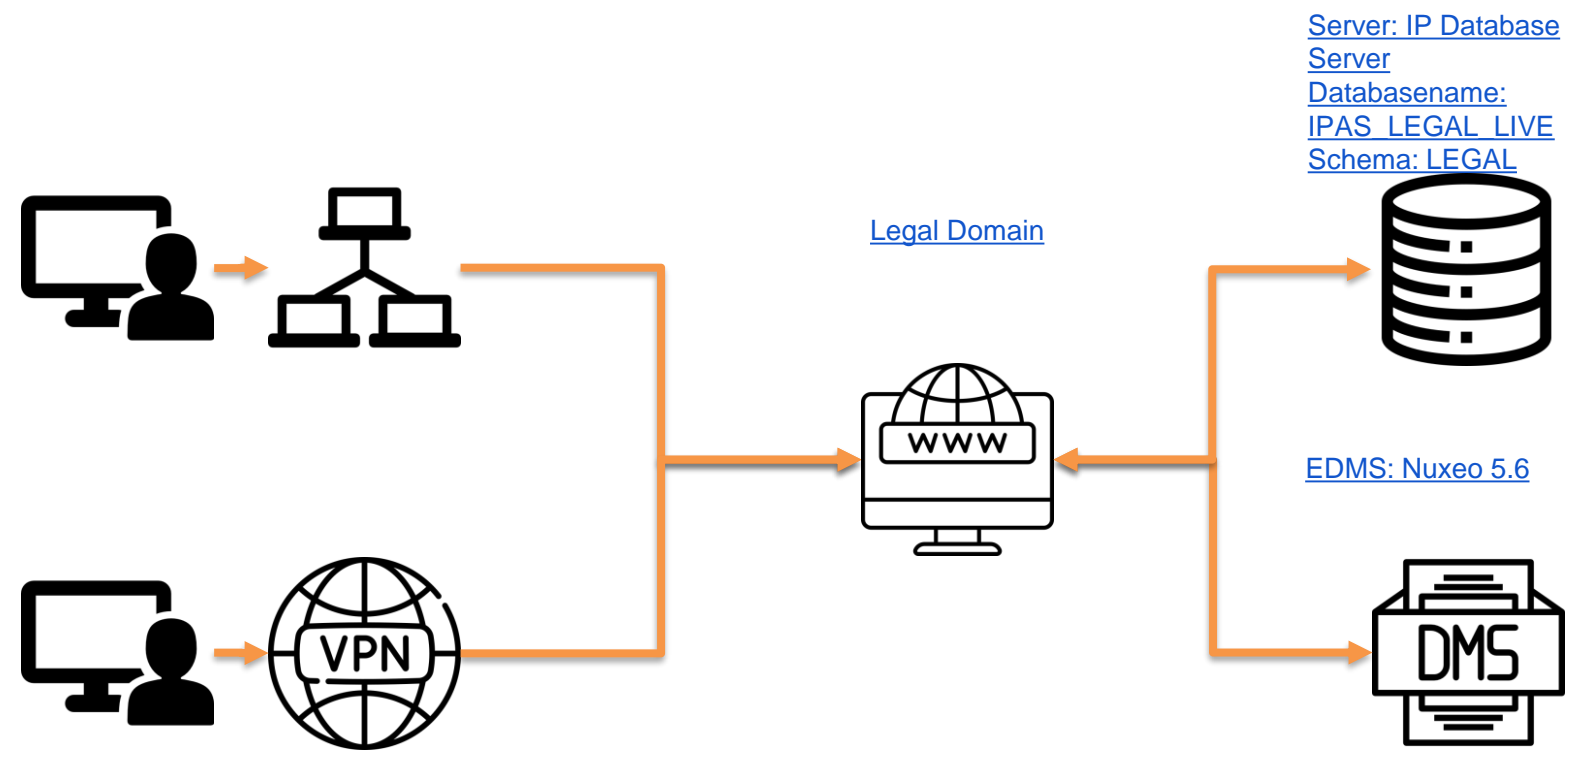 Server: IP Database
Server
Databasename:
IPAS_LEGAL_LIVE
Schema: LEGAL
Legal Domain
WWW
EDMS: Nuxeo 5.6
VPN
DMS